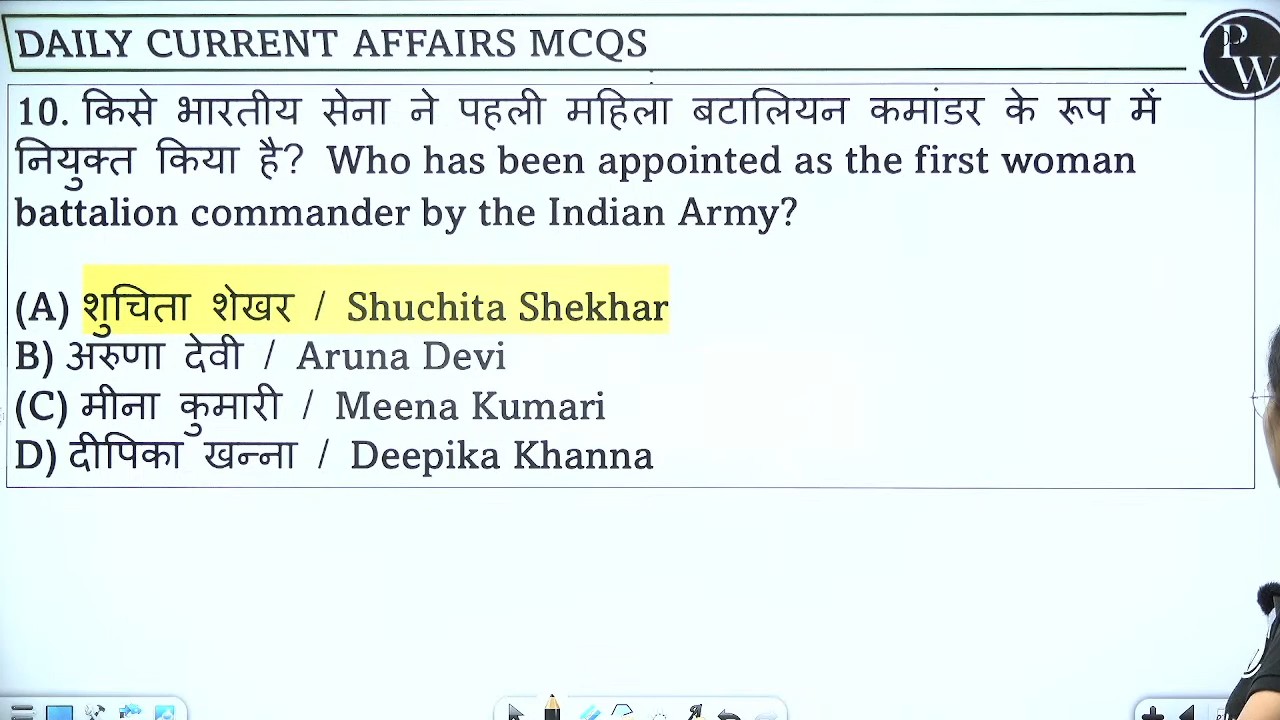 DAILY CURRENT AFFAIRS MCQS
PW
10. किसे भारतीय सेना ने पहली महिला बटालियन कमांडर के रूप में
नियुक्त किया है? Who has been appointed as the first woman
battalion commander by the Indian Army?
(A) शुचिता शेखर / Shuchita Shekhar
B) अरुणा देवी / Aruna Devi
(C) मीना कुमारी / Meena Kumari
D) दीपिका खन्ना / Deepika Khanna